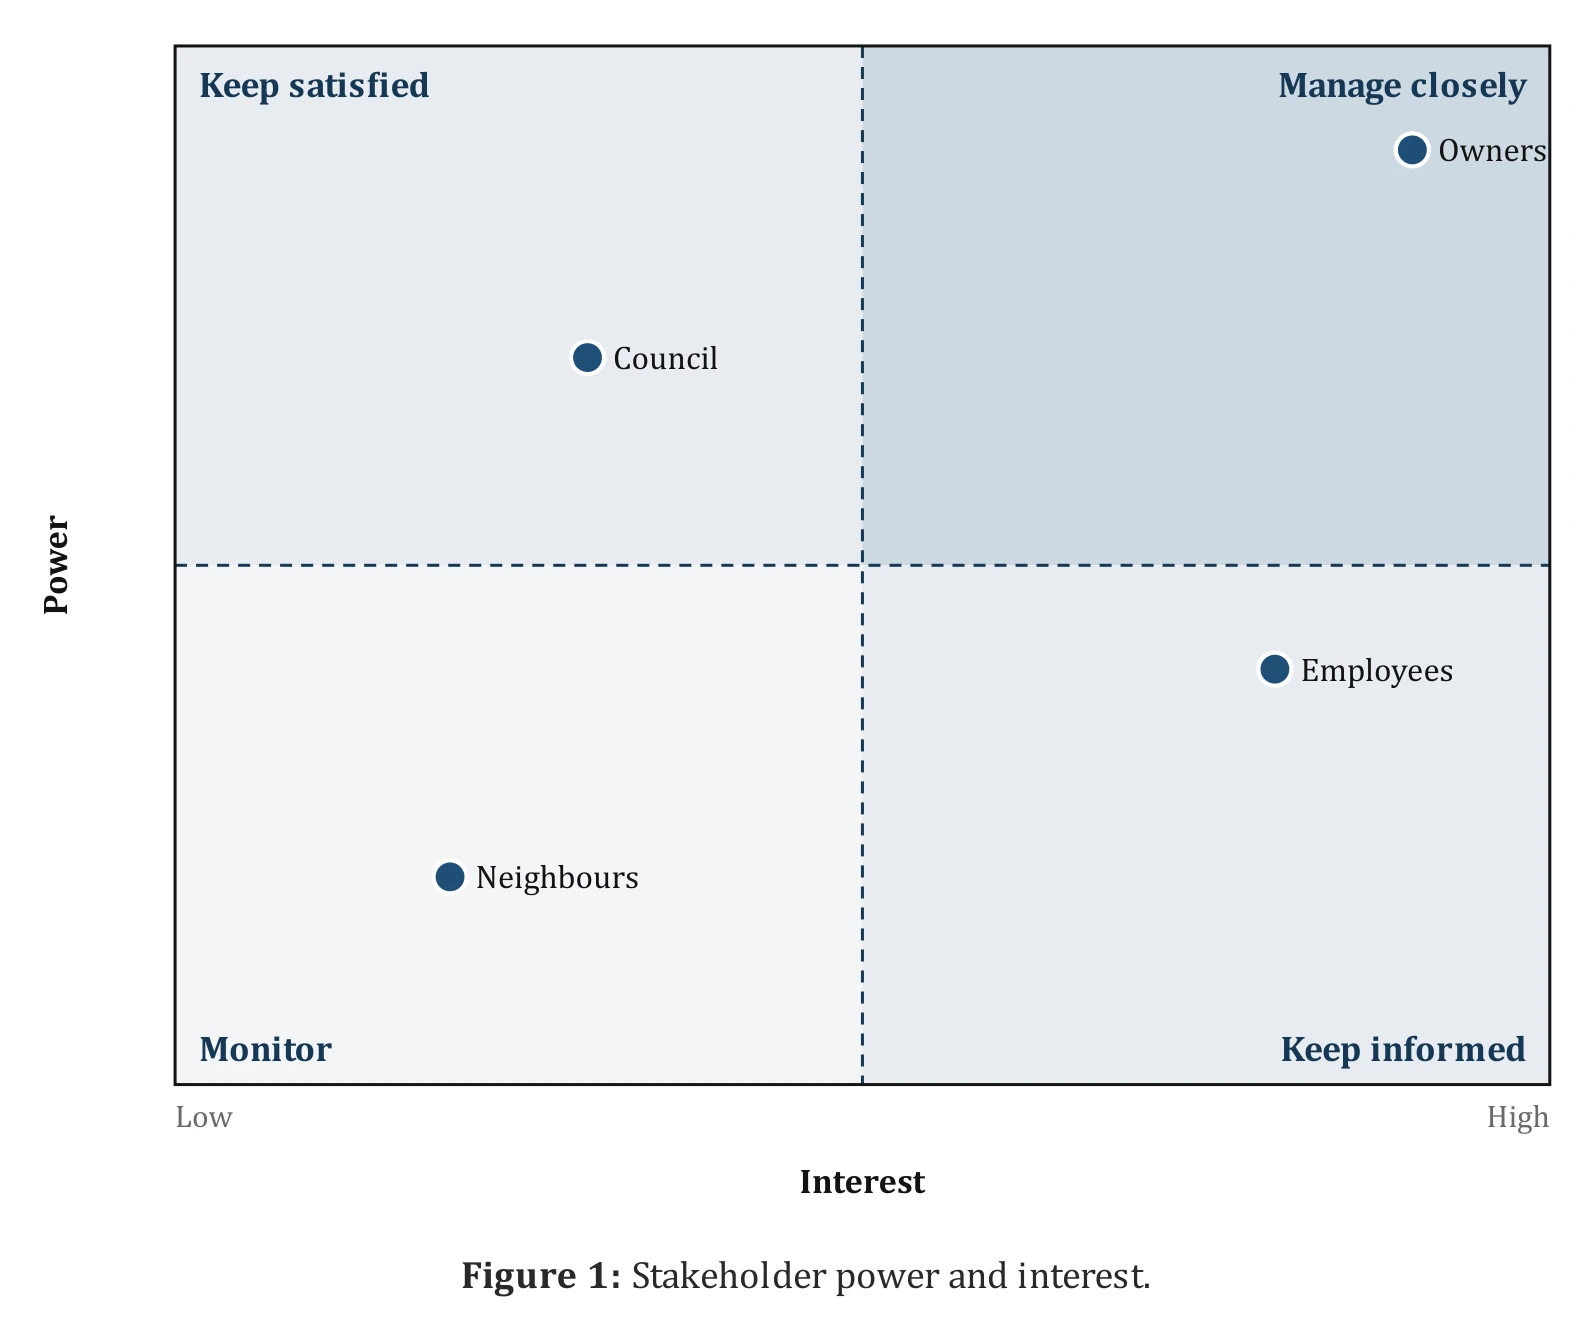 Keep satisfied
Manage closely
Owners
Council
Power
Employees
Neighbours
Monitor
Keep informed
Low
High
Interest
Figure 1: Stakeholder power and interest.